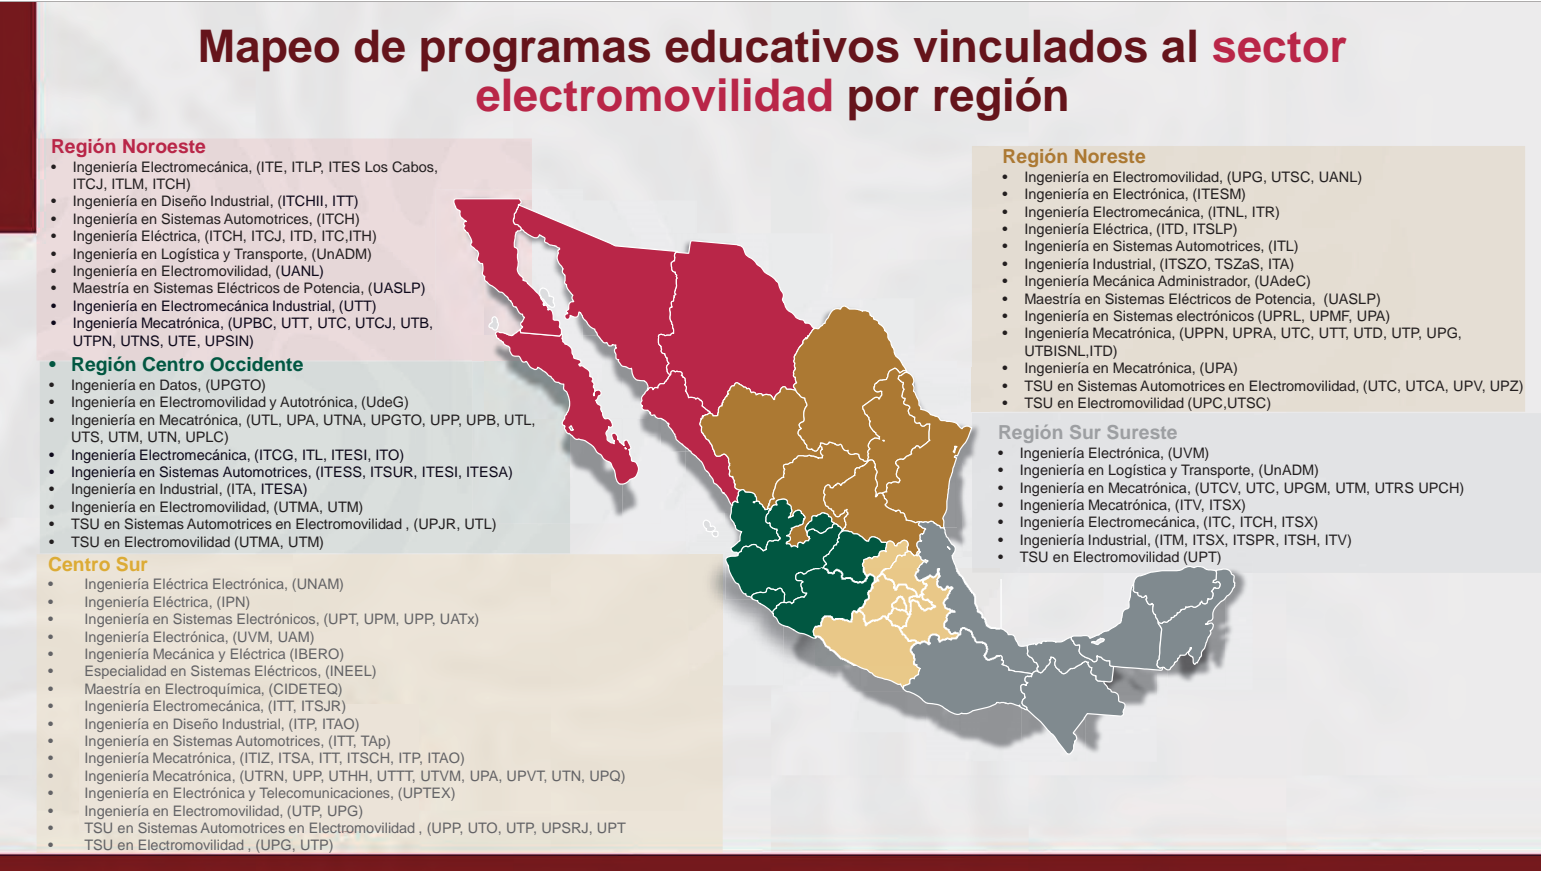 Mapeo de programas educativos vinculados al sector
electromovilidad por región
Región Noroeste
• Ingeniería Electromecánica, (ITE, ITLP, ITES Los Cabos,
ITCJ, ITLM, ITCH)
• Ingeniería en Diseño Industrial, (ITCHII, ITT)
• Ingeniería en Sistemas Automotrices, (ITCH)
• Ingeniería Eléctrica, (ITCH, ITCJ, ITD, ITC,ITH)
• Ingeniería en Logística y Transporte, (UnADM)
• Ingeniería en Electromovilidad, (UANL)
• Maestría en Sistemas Eléctricos de Potencia, (UASLP)
• Ingeniería en Electromecánica Industrial, (UTT)
• Ingeniería Mecatrónica, (UPBC, UTT, UTC, UTCJ, UTB,
UTPN, UTNS, UTE, UPSIN)
• Región Centro Occidente
• Ingeniería en Datos, (UPGTO)
• Ingeniería en Electromovilidad y Autotrónica, (UdeG)
• Ingeniería en Mecatrónica, (UTL, UPA, UTNA, UPGTO, UPP, UPB, UTL,
UTS, UTM, UTN, UPLC)
• Ingeniería Electromecánica, (ITCG, ITL, ITESI, ITO)
• Ingeniería en Sistemas Automotrices, (ITESS, ITSUR, ITESI, ITESA)
• Ingeniería en Industrial, (ITA, ITESA)
• Ingeniería en Electromovilidad, (UTMA, UTM)
• TSU en Sistemas Automotrices en Electromovilidad , (UPJR, UTL)
• TSU en Electromovilidad (UTMA, UTM)
Centro Sur
• Ingeniería Eléctrica Electrónica, (UNAM)
• Ingeniería Eléctrica, (IPN)
• Ingeniería en Sistemas Electrónicos, (UPT, UPM, UPP, UATx)
• Ingeniería Electrónica, (UVM, UAM)
• Ingeniería Mecánica y Eléctrica (IBERO)
• Especialidad en Sistemas Eléctricos, (INEEL)
• Maestría en Electroquímica, (CIDETEQ)
• Ingeniería Electromecánica, (ITT, ITSJR)
• Ingeniería en Diseño Industrial, (ITP, ITAO)
• Ingeniería en Sistemas Automotrices, (ITT, TAp)
• Ingeniería Mecatrónica, (ITIZ, ITSA, ITT, ITSCH, ITP, ITAO)
• Ingeniería Mecatrónica, (UTRN, UPP, UTHH, UTTT, UTVM, UPA, UPVT, UTN, UPQ)
• Ingeniería en Electrónica y Telecomunicaciones, (UPTEX)
• Ingeniería en Electromovilidad, (UTP, UPG)
• TSU en Sistemas Automotrices en Electromovilidad , (UPP, UTO, UTP, UPSRJ, UPT
• TSU en Electromovilidad , (UPG, UTP)
Región Noreste
• Ingeniería en Electromovilidad, (UPG, UTSC, UANL)
• Ingeniería en Electrónica, (ITESM)
• Ingeniería Electromecánica, (ITNL, ITR)
• Ingeniería Eléctrica, (ITD, ITSLP)
• Ingeniería en Sistemas Automotrices, (ITL)
• Ingeniería Industrial, (ITSZO, TSZaS, ITA)
• Ingeniería Mecánica Administrador, (UAdeC)
• Maestría en Sistemas Eléctricos de Potencia, (UASLP)
• Ingeniería en Sistemas electrónicos (UPRL, UPMF, UPA)
• Ingeniería Mecatrónica, (UPPN, UPRA, UTC, UTT, UTD, UTP, UPG,
UTBISNL,ITD)
• Ingeniería en Mecatrónica, (UPA)
• TSU en Sistemas Automotrices en Electromovilidad, (UTC, UTCA, UPV, UPZ)
• TSU en Electromovilidad (UPC,UTSC)
Región Sur Sureste
• Ingeniería Electrónica, (UVM)
• Ingeniería en Logística y Transporte, (UnADM)
• Ingeniería en Mecatrónica, (UTCV, UTC, UPGM, UTM, UTRS UPCH)
• Ingeniería Mecatrónica, (ITV, ITSX)
• Ingeniería Electromecánica, (ITC, ITCH, ITSX)
• Ingeniería Industrial, (ITM, ITSX, ITSPR, ITSH, ITV)
• TSU en Electromovilidad (UPT)